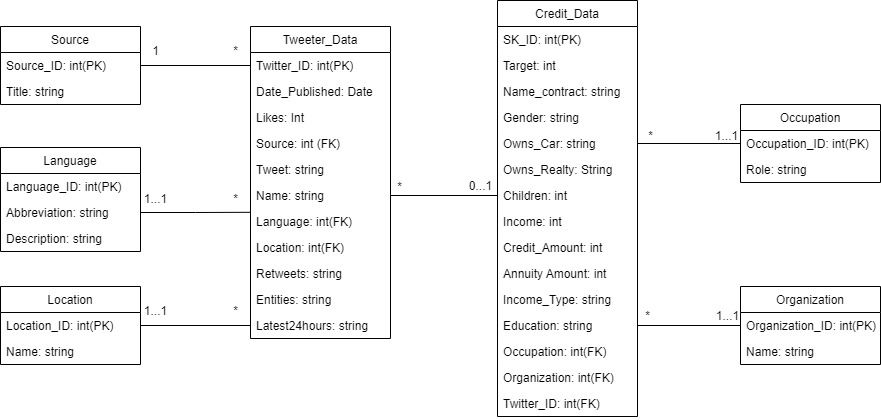 Source
Source_ID: int(PK)
Title: string
1
*
Language
Language_ID: int(PK)
Abbreviation: string
Description: string
1...1
*
Location
Location_ID: int(PK)
Name: string
1...1
*
Tweeter_Data
Twitter_ID: int(PK)
Date_Published: Date
Likes: Int
Source: int (FK)
Tweet: string
Name: string
Language: int(FK)
Location: int(FK)
Retweets: string
Entities: string
Latest24hours: string
*
0...1
Credit_Data
SK_ID: int(PK)
Target: int
Name_contract: string
Gender: string
Owns_Car: string
Owns_Realty: String
Children: int
Income: int
Credit_Amount: int
Annuity Amount: int
Income_Type: string
Education: string
Occupation: int(FK)
Organization: int(FK)
Twitter_ID: int(FK)
*
1...1
Occupation
Occupation_ID: int(PK)
Role: string
*
1...1
Organization
Organization_ID: int(PK)
Name: string